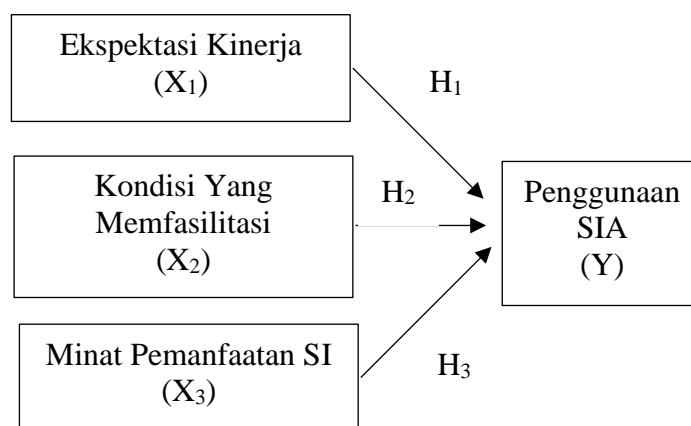 Ekspektasi Kinerja
(X₁)
H₁
Kondisi Yang
Memfasilitasi
(X₂)
H₂
Penggunaan
SIA
(Y)
Minat Pemanfaatan SI
(X₃)
H₃